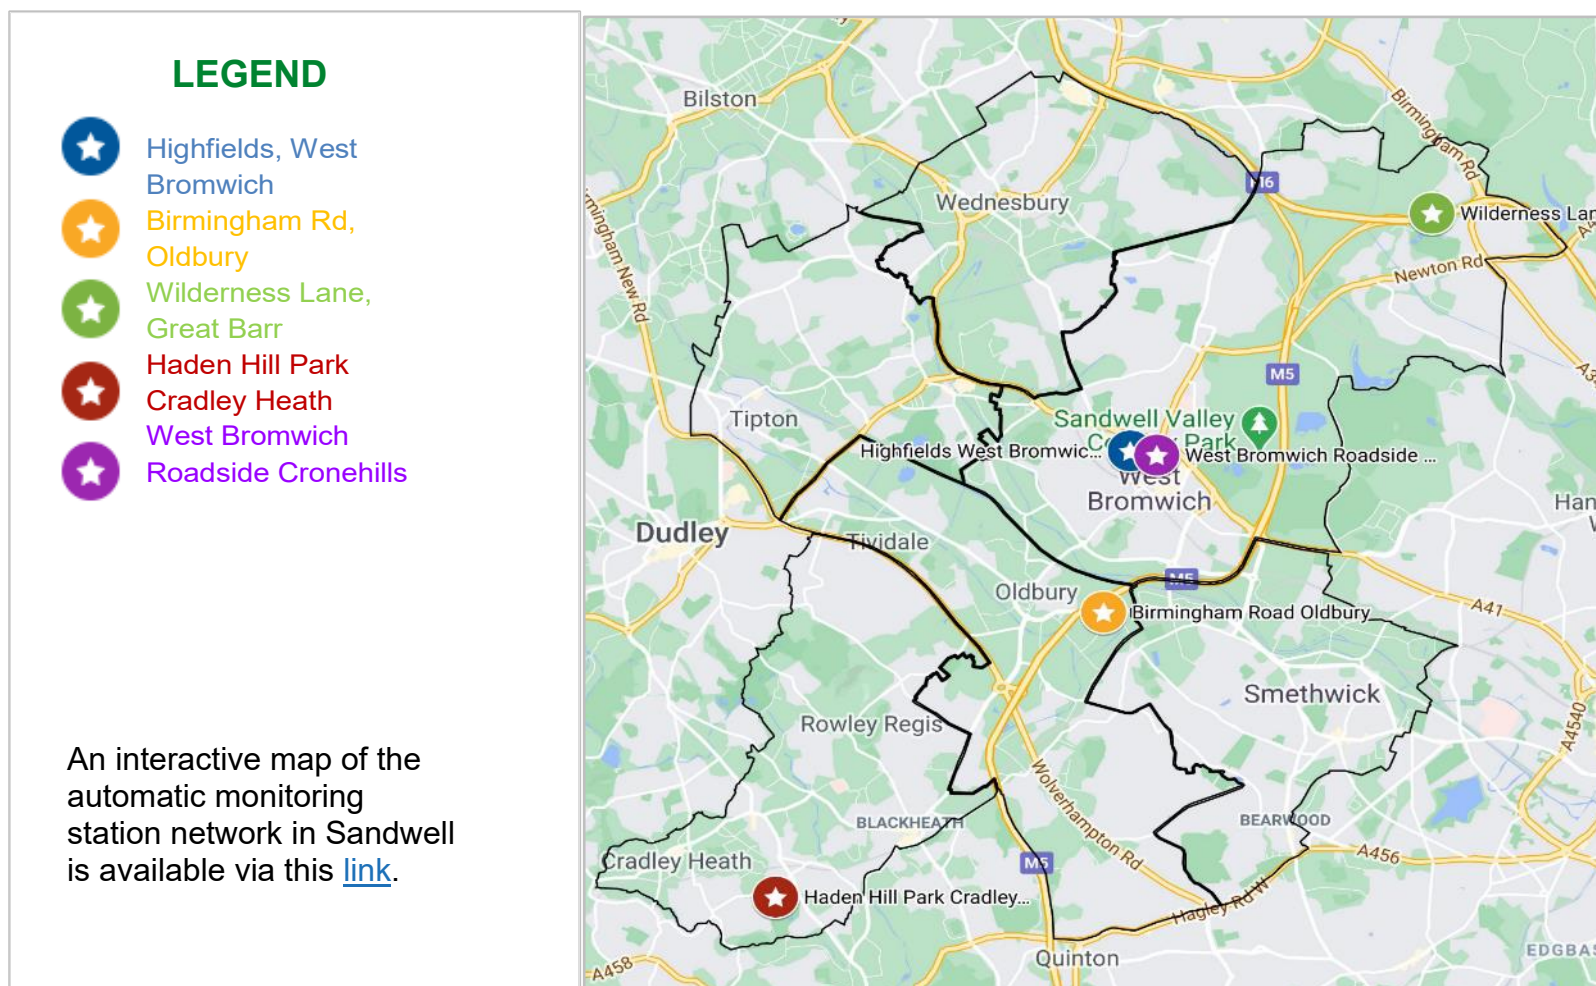 LEGEND
Highfields, West
Bromwich
Birmingham Rd,
Oldbury
Wilderness Lane,
Great Barr
Haden Hill Park
Cradley Heath
West Bromwich
Roadside Cronehills
An interactive map of the
automatic monitoring
station network in Sandwell
is available via this link.
Bilston
Birmingham Rd
Wednesbury
M16
Wilderness Lan
rmingham New Rd
Newton Rd
M5
Tipton
Sandwell Valley
Park
Highfields West Bromwic...
West Bromwich Roadside ...
West
Bromwich
Han
Dudley
Tividale
M5
Oldbury
Birmingham Road Oldbury
A41
Smethwick
A4540
Rowley Regis
Wolverhampton Rd
BLACKHEATH
BEARWOOD
Cradley Heath
M5
A456
Haden Hill Park Cradley...
Hagley Rd W
Quinton
EDGBAS
A458